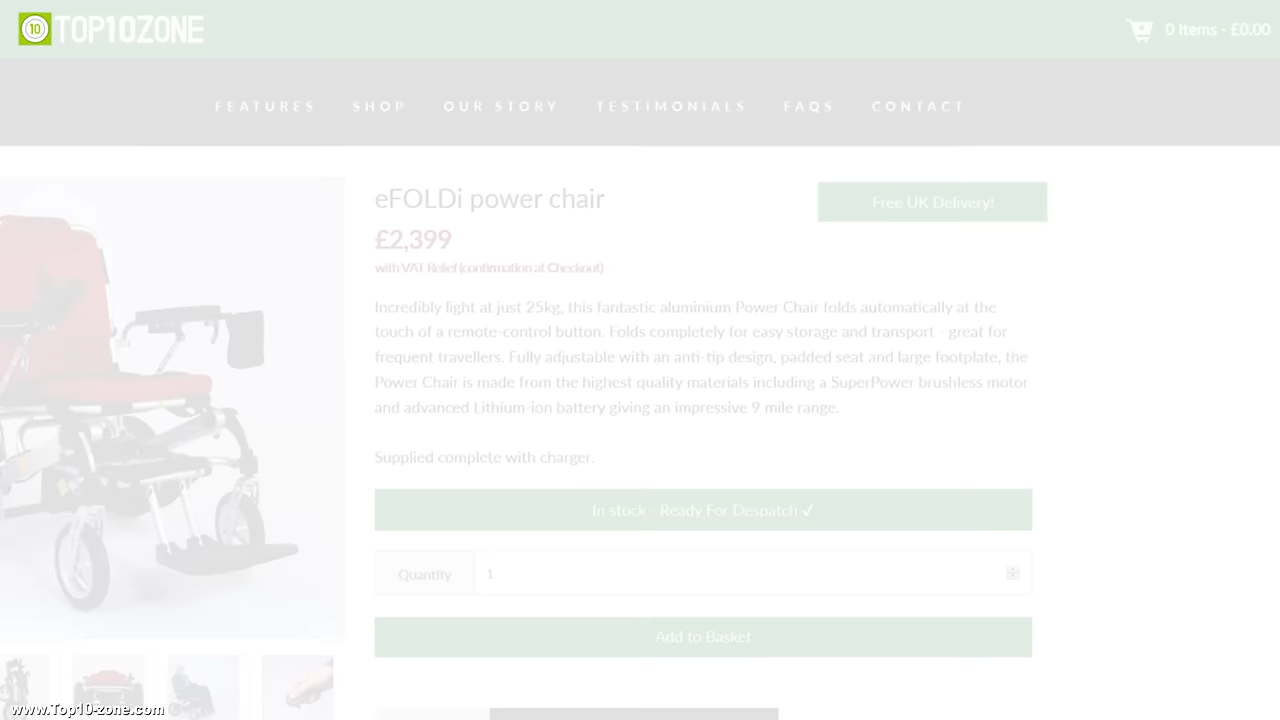 10 TOP10ZONE
0 Items - £0.00
FEATURES SHOP OUR STORY TESTIMONIALS FAQS CONTACT
eFOLDi power chair
Free UK Delivery!
£2,399
with VAT Relief (confirmation at Checkout)
Incredibly light at just 25kg, this fantastic aluminium Power Chair folds automatically at the
touch of a remote-control button. Folds completely for easy storage and transport - great for
frequent travellers. Fully adjustable with an anti-tip design, padded seat and large footplate, the
Power Chair is made from the highest quality materials including a SuperPower brushless motor
and advanced Lithium-ion battery giving an impressive 9 mile range.
Supplied complete with charger.
In stock - Ready For Despatch ✓
Quantity 1
Add to Basket
www.Top10-zone.com